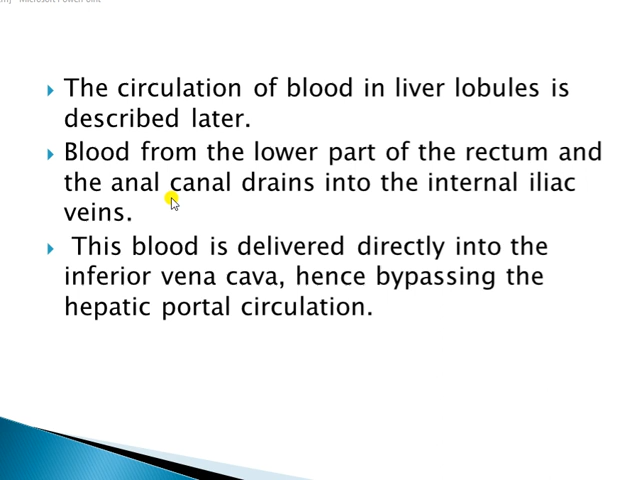 The circulation of blood in liver lobules is
described later.
Blood from the lower part of the rectum and
the anal canal drains into the internal iliac
veins.
This blood is delivered directly into the
inferior vena cava, hence bypassing the
hepatic portal circulation.